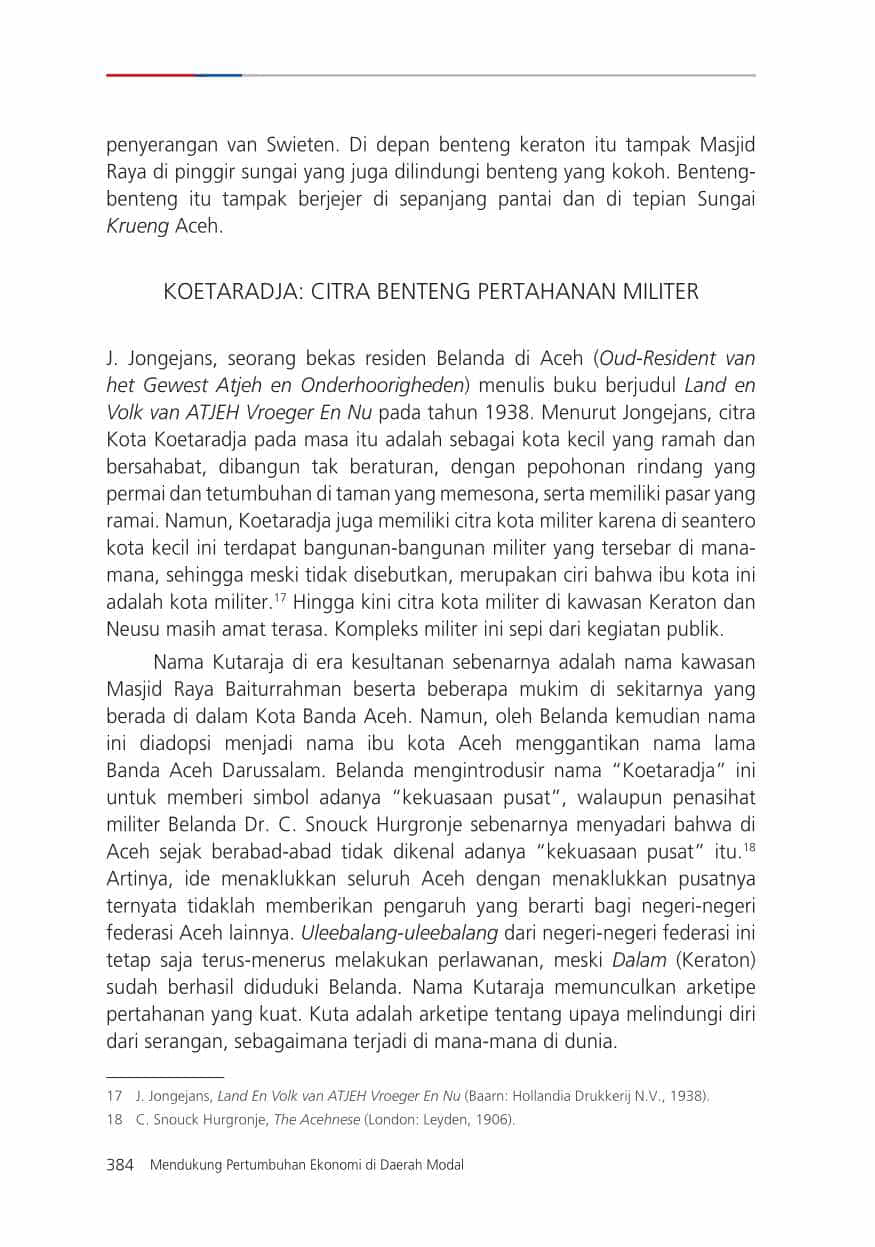 penyerangan van Swieten. Di depan benteng keraton itu tampak Masjid
Raya di pinggir sungai yang juga dilindungi benteng yang kokoh. Benteng-
benteng itu tampak berjejer di sepanjang pantai dan di tepian Sungai
Krueng Aceh.
KOETARADJA: CITRA BENTENG PERTAHANAN MILITER
J. Jongejans, seorang bekas residen Belanda di Aceh (Oud-Resident van
het Gewest Atjeh en Onderhoorigheden) menulis buku berjudul Land en
Volk van ATJEH Vroeger En Nu pada tahun 1938. Menurut Jongejans, citra
Kota Koetaradja pada masa itu adalah sebagai kota kecil yang ramah dan
bersahabat, dibangun tak beraturan, dengan pepohonan rindang yang
permai dan tetumbuhan di taman yang memesona, serta memiliki pasar yang
ramai. Namun, Koetaradja juga memiliki citra kota militer karena di seantero
kota kecil ini terdapat bangunan-bangunan militer yang tersebar di mana-
mana, sehingga meski tidak disebutkan, merupakan ciri bahwa ibu kota ini
adalah kota militer.17 Hingga kini citra kota militer di kawasan Keraton dan
Neusu masih amat terasa. Kompleks militer ini sepi dari kegiatan publik.
Nama Kutaraja di era kesultanan sebenarnya adalah nama kawasan
Masjid Raya Baiturrahman beserta beberapa mukim di sekitarnya yang
berada di dalam Kota Banda Aceh. Namun, oleh Belanda kemudian nama
ini diadopsi menjadi nama ibu kota Aceh menggantikan nama lama
Banda Aceh Darussalam. Belanda mengintrodusir nama “Koetaradja” ini
untuk memberi simbol adanya “kekuasaan pusat”, walaupun penasihat
militer Belanda Dr. C. Snouck Hurgronje sebenarnya menyadari bahwa di
Aceh sejak berabad-abad tidak dikenal adanya “kekuasaan pusat” itu.18
Artinya, ide menaklukkan seluruh Aceh dengan menaklukkan pusatnya
ternyata tidaklah memberikan pengaruh yang berarti bagi negeri-negeri
federasi Aceh lainnya. Uleebalang-uleebalang dari negeri-negeri federasi ini
tetap saja terus-menerus melakukan perlawanan, meski Dalam (Keraton)
sudah berhasil diduduki Belanda. Nama Kutaraja memunculkan arketipe
pertahanan yang kuat. Kuta adalah arketipe tentang upaya melindungi diri
dari serangan, sebagaimana terjadi di mana-mana di dunia.
17 J. Jongejans, Land En Volk van ATJEH Vroeger En Nu (Baarn: Hollandia Drukkerij N.V., 1938).
18 C. Snouck Hurgronje, The Acehnese (London: Leyden, 1906).
384 Mendukung Pertumbuhan Ekonomi di Daerah Modal